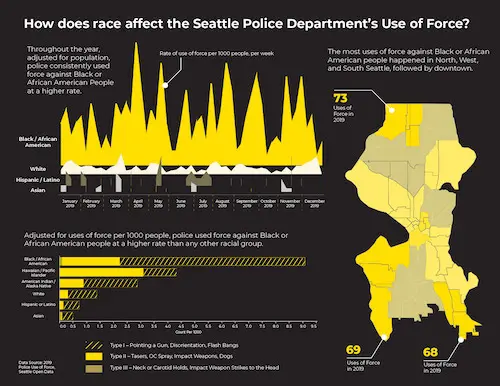 How does race affect the Seattle Police Department's Use of Force?
Throughout the year,
adjusted for population,
police consistently used
force against Black or
African American People
at a higher rate.
Rate of use of force per 1000 people, per week
Black / African
American
White
Hispanic / Latino
Asian
January
2019
February
2019
March
2019
April
2019
May
2019
June
2019
July
2019
August
2019
September
2019
October
2019
November
2019
December
2019
The most uses of force against Black or African
American people happened in North, West,
and South Seattle, followed by downtown.
73
Uses of
Force in
2019
69
Uses of Force
in 2019
68
Uses of Force
in 2019
Adjusted for uses of force per 1000 people, police used force against Black or
African American people at a higher rate than any other racial group.
Black / African
American
Hawaiian / Pacific
Islander
American Indian /
Alaska Native
White
Hispanic or Latino
Asian
0.0 0.5 1.0 1.5 2.0 2.5 3.0 3.5 4.0 4.5 5.0 5.5 6.0 6.5 7.0 7.5 8.0 8.5 9.0 9.5
Count Per 1000
Type I – Pointing a Gun, Disorientation, Flash Bangs
Type II – Tasers, OC Spray, Impact Weapons, Dogs
Type III – Neck or Carotid Holds, Impact Weapon Strikes to the Head
Data Source: 2019
Police Use of Force,
Seattle Open Data